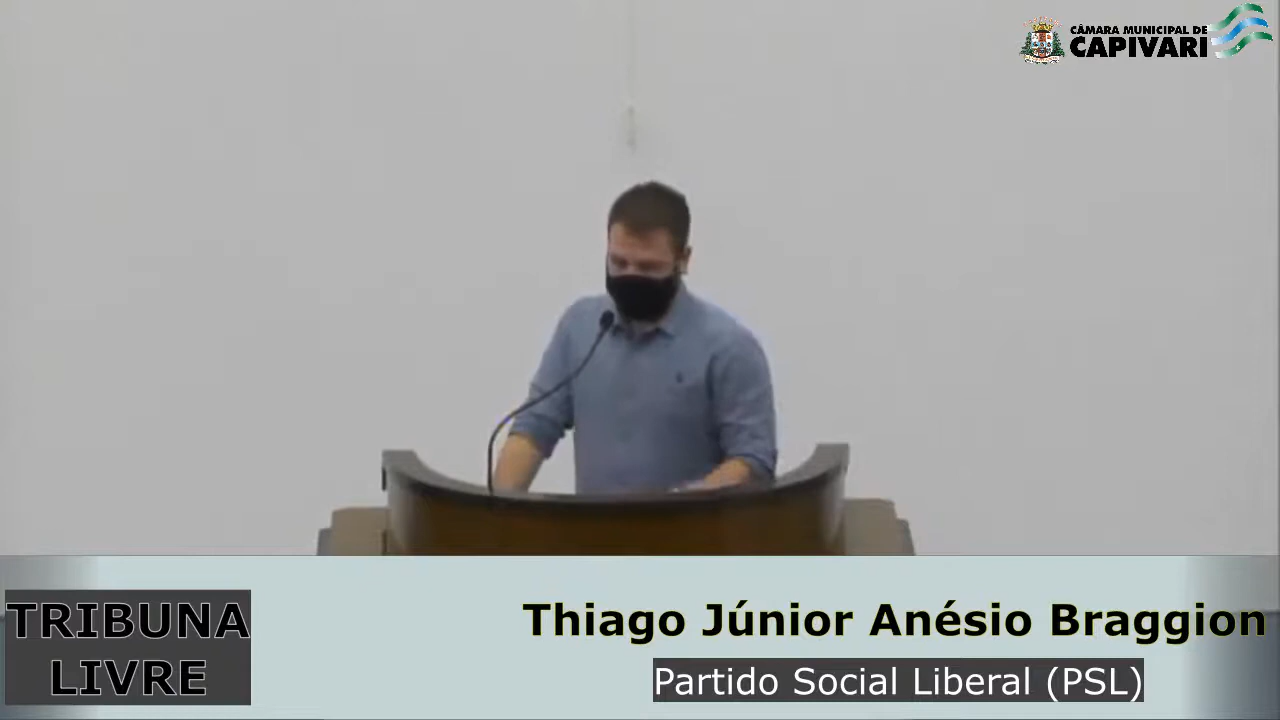 CÂMARA MUNICIPAL DE
CAPIVARI
TRIBUNA
LIVRE
Thiago Júnior Anésio Braggion
Partido Social Liberal (PSL)